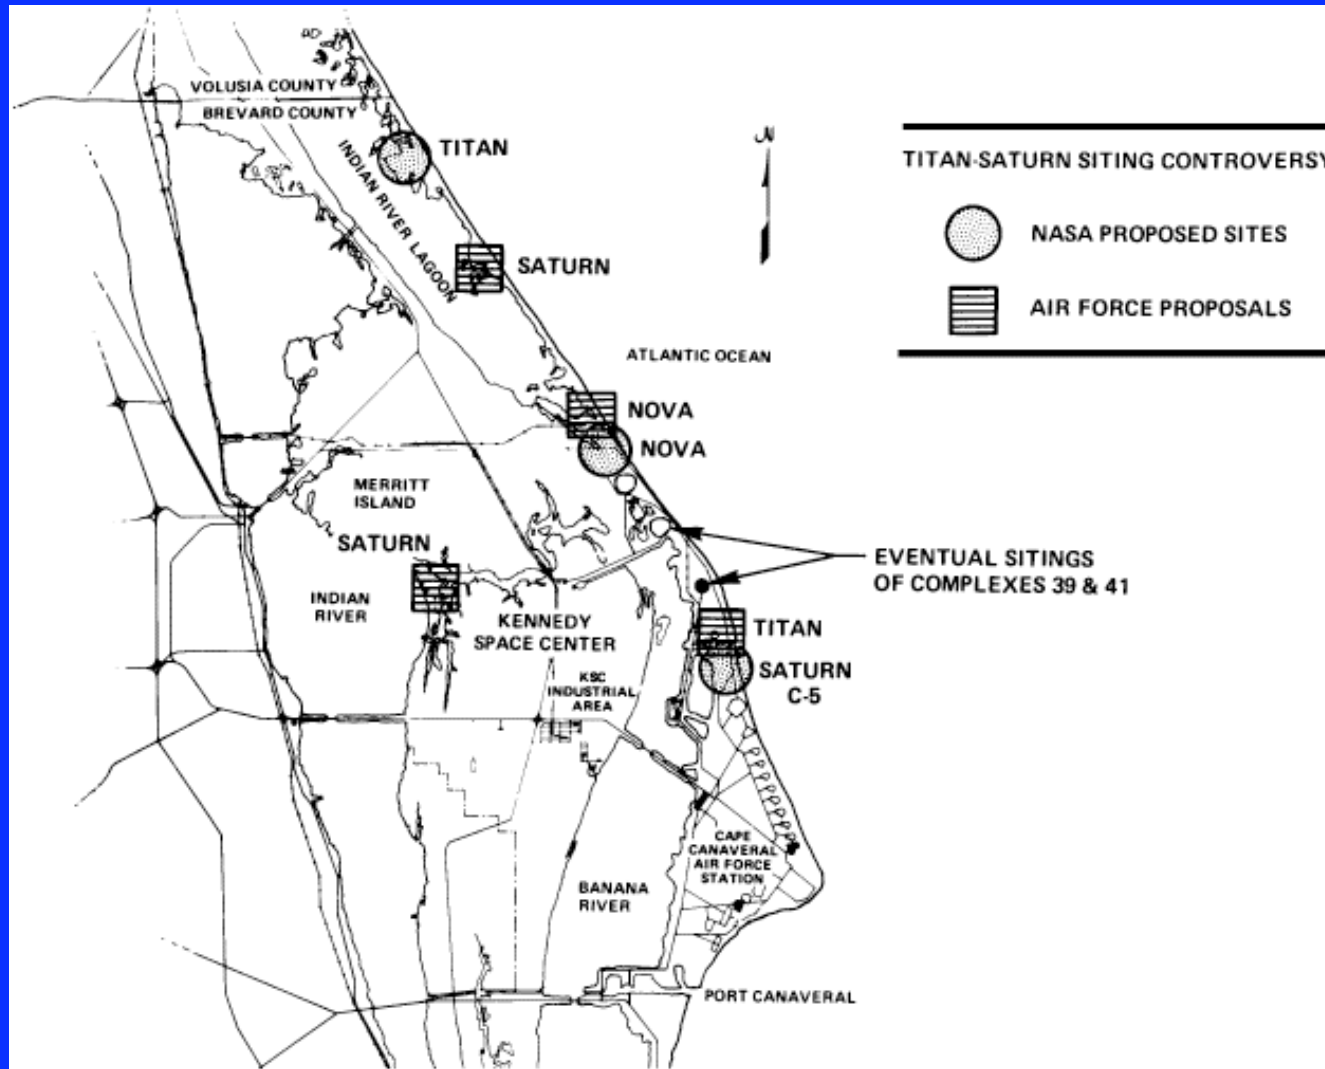 VOLUSIA COUNTY
BREVARD COUNTY
TITAN
INDIAN RIVER LAGOON
SATURN
ATLANTIC OCEAN
NOVA
NOVA
MERRITT
ISLAND
SATURN
INDIAN
RIVER
KENNEDY
SPACE CENTER
KSC
INDUSTRIAL
AREA
EVENTUAL SITINGS
OF COMPLEXES 39 & 41
TITAN
SATURN
C-5
CAPE
CANAVERAL
AIR FORCE
STATION
BANANA
RIVER
PORT CANAVERAL
N
TITAN-SATURN SITING CONTROVERSY
NASA PROPOSED SITES
AIR FORCE PROPOSALS